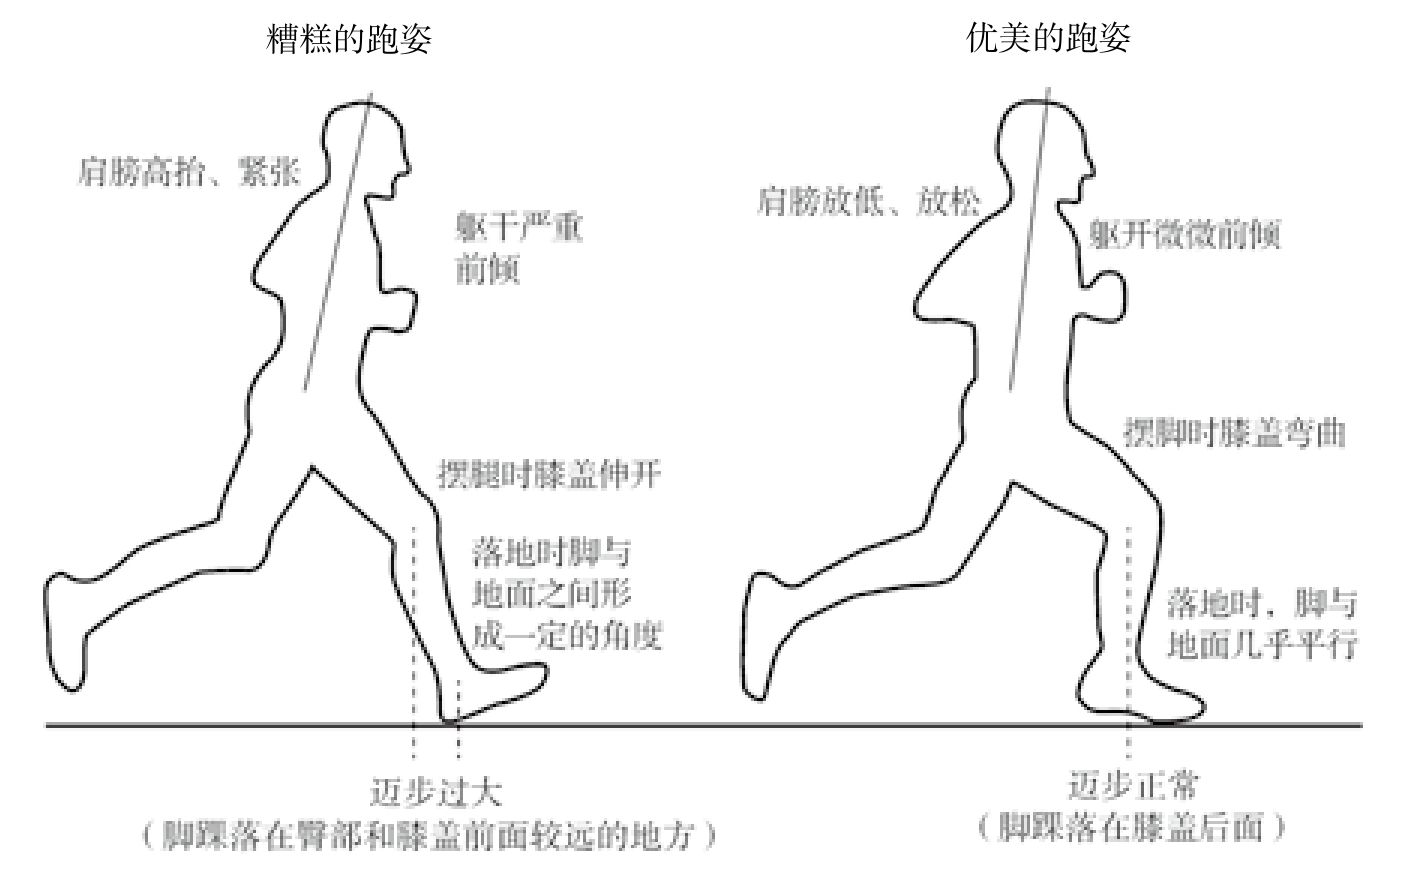 糟糕的跑姿
肩膀高抬、紧张
躯干严重
前倾
摆腿时膝盖伸开
落地时脚与
地面之间形
成一定的角度
迈步过大
（脚踝落在臀部和膝盖前面较远的地方）
优美的跑姿
肩膀放低、放松
躯开微微前倾
摆脚时膝盖弯曲
落地时，脚与
地面几乎平行
迈步正常
（脚踝落在膝盖后面）